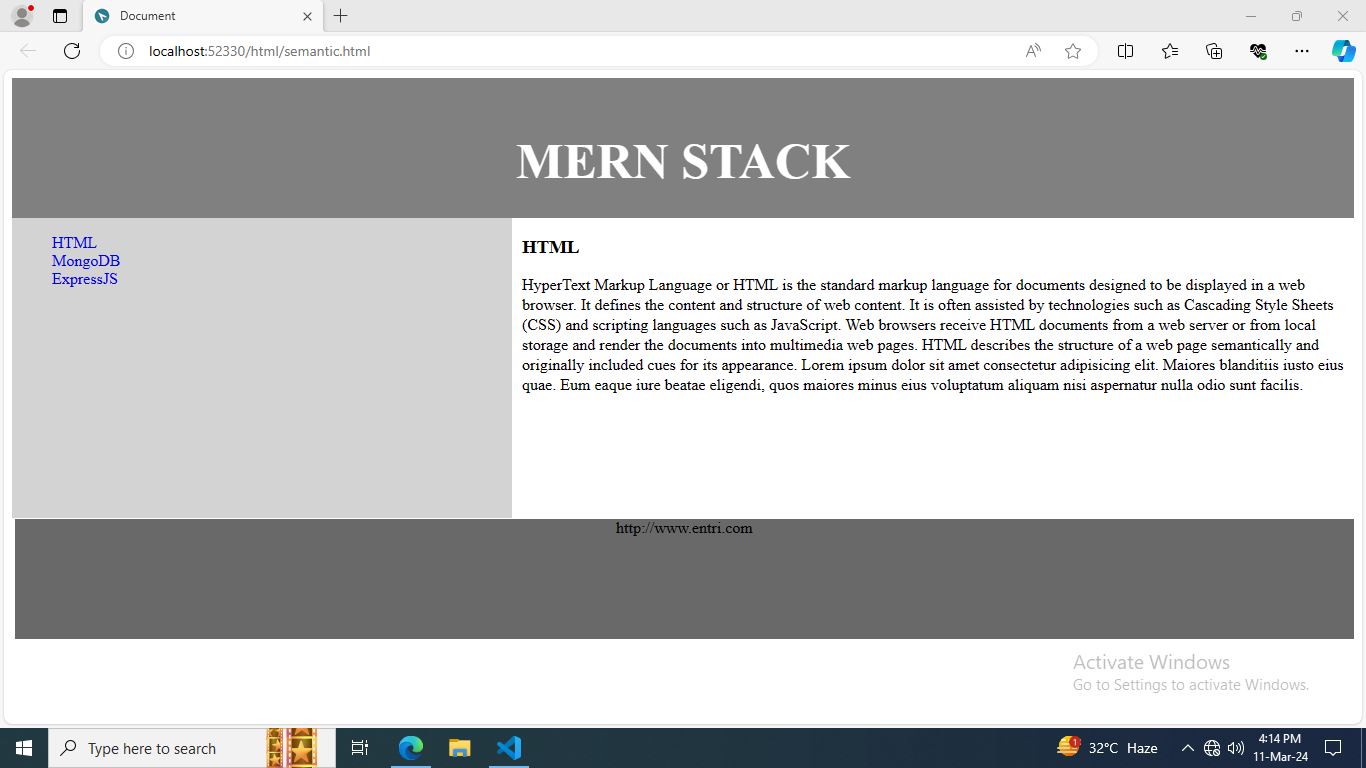 Document
localhost:52330/html/semantic.html
MERN STACK
HTML
MongoDB
ExpressJS
HTML
HyperText Markup Language or HTML is the standard markup language for documents designed to be displayed in a web
browser. It defines the content and structure of web content. It is often assisted by technologies such as Cascading Style Sheets
(CSS) and scripting languages such as JavaScript. Web browsers receive HTML documents from a web server or from local
storage and render the documents into multimedia web pages. HTML describes the structure of a web page semantically and
originally included cues for its appearance. Lorem ipsum dolor sit amet consectetur adipisicing elit. Maiores blanditiis iusto eius
quae. Eum eaque iure beatae eligendi, quos maiores minus eius voluptatum aliquam nisi aspernatur nulla odio sunt facilis.
http://www.entri.com
Activate Windows
Go to Settings to activate Windows.
Type here to search
1
32°C Haze
4:14 PM
11-Mar-24